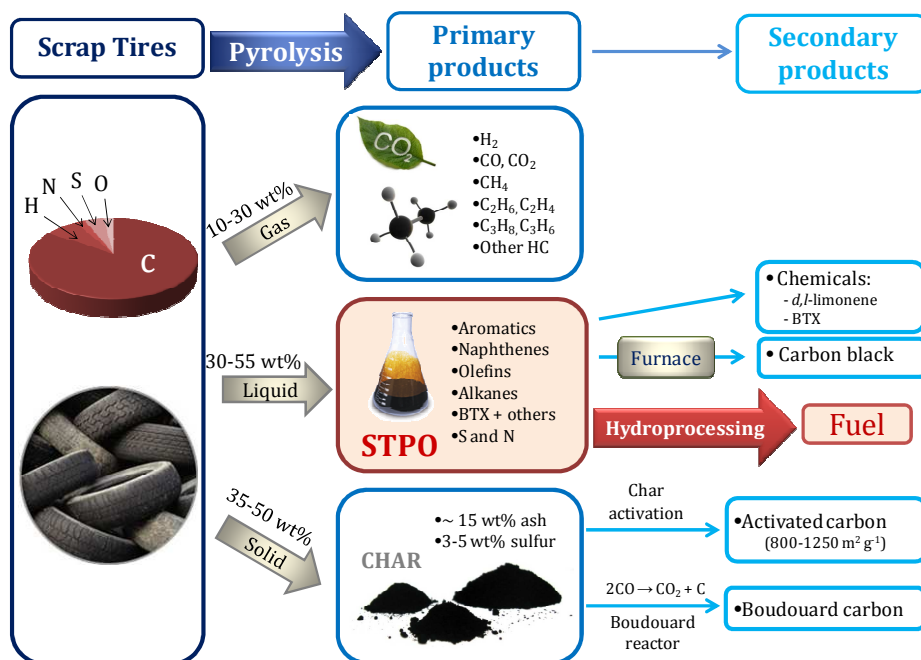 Scrap Tires
Pyrolysis
Primary
products
Secondary
products
H
N
S
O
C
10-30 wt%
Gas
CO2
•H₂
•CO, CO₂
•CH₄
•C₂H₆, C₂H₄
•C₃H₈, C₃H₆
•Other HC
30-55 wt%
Liquid
STPO
•Aromatics
•Naphthenes
•Olefins
•Alkanes
•BTX + others
•S and N
• Chemicals:
- d,l-limonene
- BTX
Furnace
• Carbon black
Hydroprocessing
Fuel
35-50 wt%
Solid
CHAR
•~ 15 wt% ash
•3-5 wt% sulfur
Char
activation
•Activated carbon
(800-1250 m² g⁻¹)
2CO → CO₂ + C
Boudouard
reactor
•Boudouard carbon